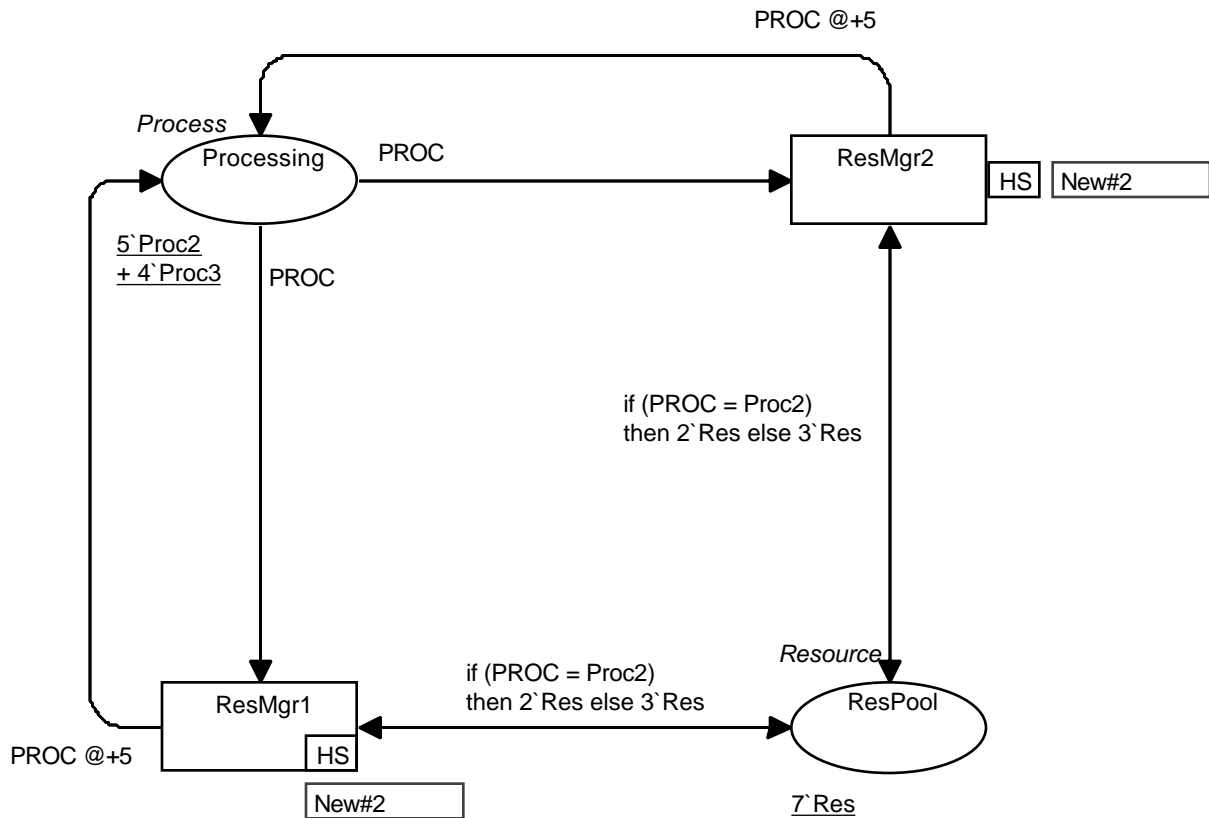 PROC @+5
Process
Processing
PROC
ResMgr2
HS
New#2
5`Proc2
+ 4`Proc3
PROC
if (PROC = Proc2)
then 2`Res else 3`Res
Resource
if (PROC = Proc2)
then 2`Res else 3`Res
ResMgr1
ResPool
PROC @+5
HS
New#2
7`Res